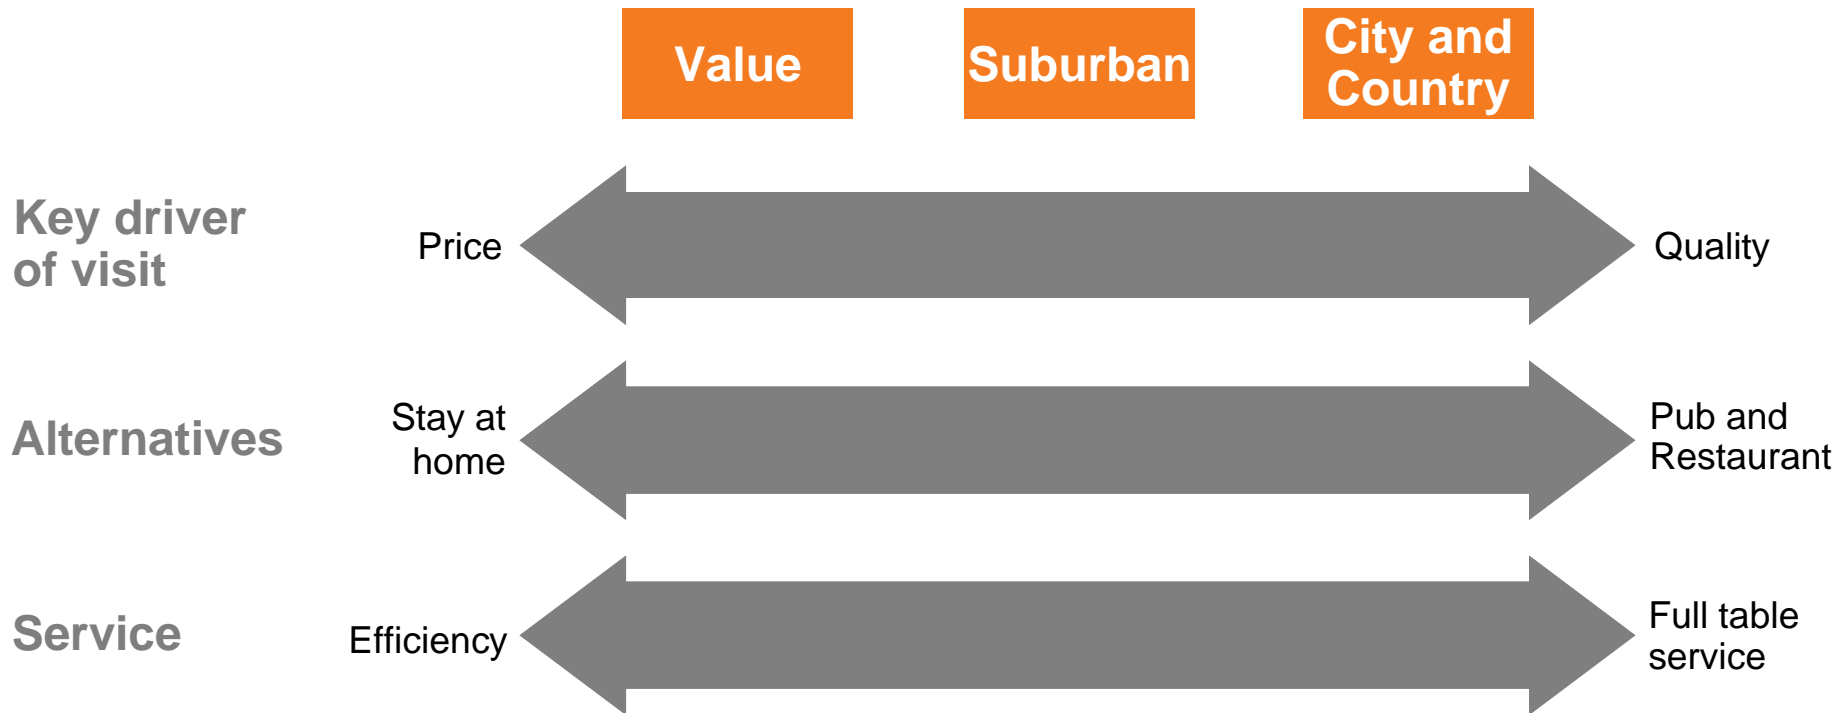 Value
Suburban
City and
Country
Key driver
of visit
Price
Quality
Alternatives
Stay at
home
Pub and
Restaurant
Service
Efficiency
Full table
service